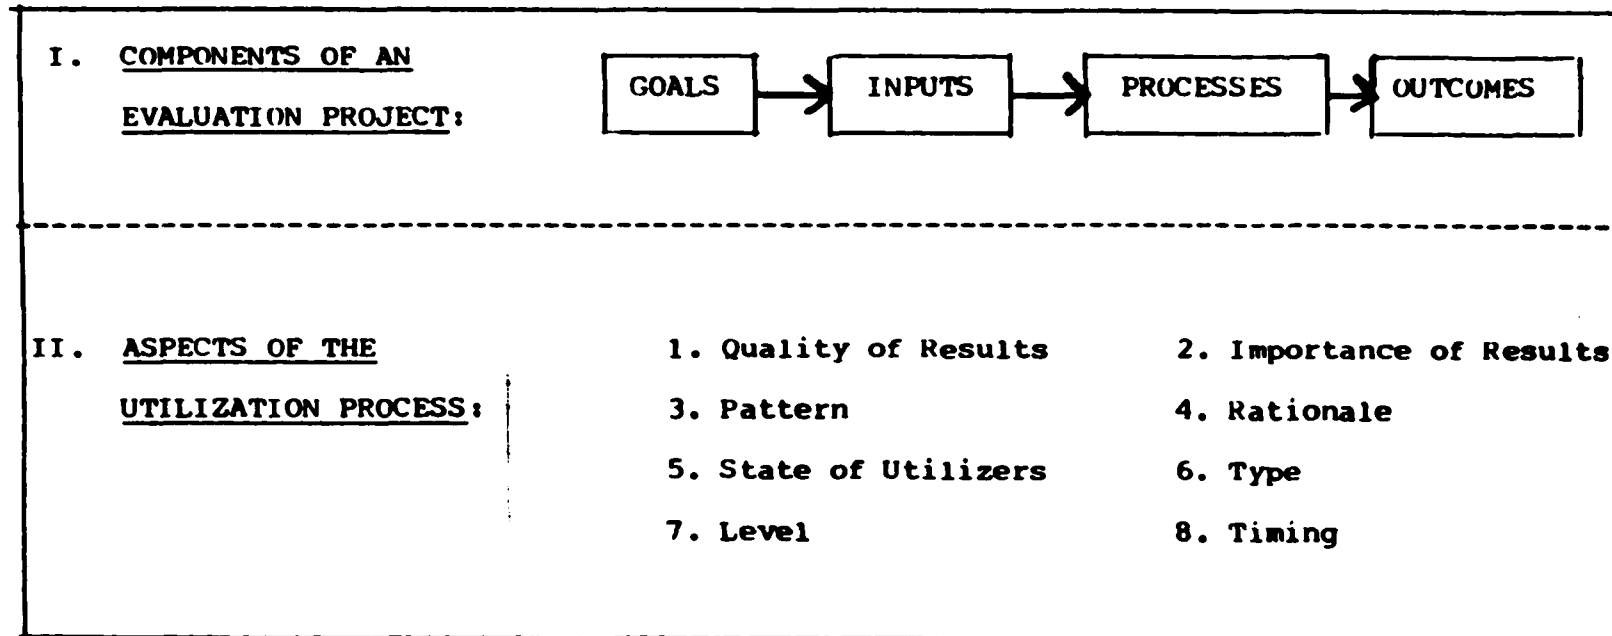 I. COMPONENTS OF AN
EVALUATION PROJECT:
GOALS INPUTS PROCESSES OUTCOMES
II. ASPECTS OF THE
UTILIZATION PROCESS:
1. Quality of Results 2. Importance of Results
3. Pattern 4. Rationale
5. State of Utilizers 6. Type
7. Level 8. Timing